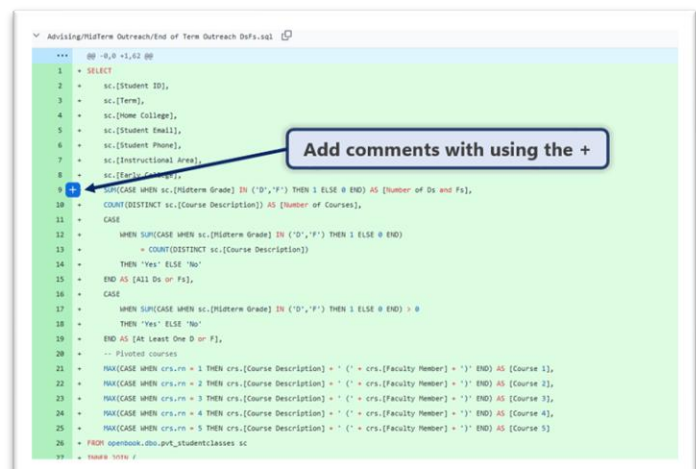 Advising/MidTerm Outreach/End of Term Outreach DsFs.sql
... @@ -0,0 +1,62 @@
1 + SELECT
2 + sc.[Student ID],
3 + sc.[Term],
4 + sc.[Home College],
5 + sc.[Student Email],
6 + sc.[Student Phone],
7 + sc.[Instructional Area],
Add comments with using the +
8 + sc.[Early College],
9 + SUM(CASE WHEN sc.[Midterm Grade] IN ('D','F') THEN 1 ELSE 0 END) AS [Number of Ds and Fs],
10 + COUNT(DISTINCT sc.[Course Description]) AS [Number of Courses],
11 + CASE
12 + WHEN SUM(CASE WHEN sc.[Midterm Grade] IN ('D','F') THEN 1 ELSE 0 END)
13 + = COUNT(DISTINCT sc.[Course Description])
14 + THEN 'Yes' ELSE 'No'
15 + END AS [All Ds or Fs],
16 + CASE
17 + WHEN SUM(CASE WHEN sc.[Midterm Grade] IN ('D','F') THEN 1 ELSE 0 END) > 0
18 + THEN 'Yes' ELSE 'No'
19 + END AS [At Least One D or F],
20 + -- Pivoted courses
21 + MAX(CASE WHEN crs.rn = 1 THEN crs.[Course Description] + ' (' + crs.[Faculty Member] + ')' END) AS [Course 1],
22 + MAX(CASE WHEN crs.rn = 2 THEN crs.[Course Description] + ' (' + crs.[Faculty Member] + ')' END) AS [Course 2],
23 + MAX(CASE WHEN crs.rn = 3 THEN crs.[Course Description] + ' (' + crs.[Faculty Member] + ')' END) AS [Course 3],
24 + MAX(CASE WHEN crs.rn = 4 THEN crs.[Course Description] + ' (' + crs.[Faculty Member] + ')' END) AS [Course 4],
25 + MAX(CASE WHEN crs.rn = 5 THEN crs.[Course Description] + ' (' + crs.[Faculty Member] + ')' END) AS [Course 5]
26 + FROM openbook.dbo.pvt_studentclasses sc
27 + INNER JOIN (